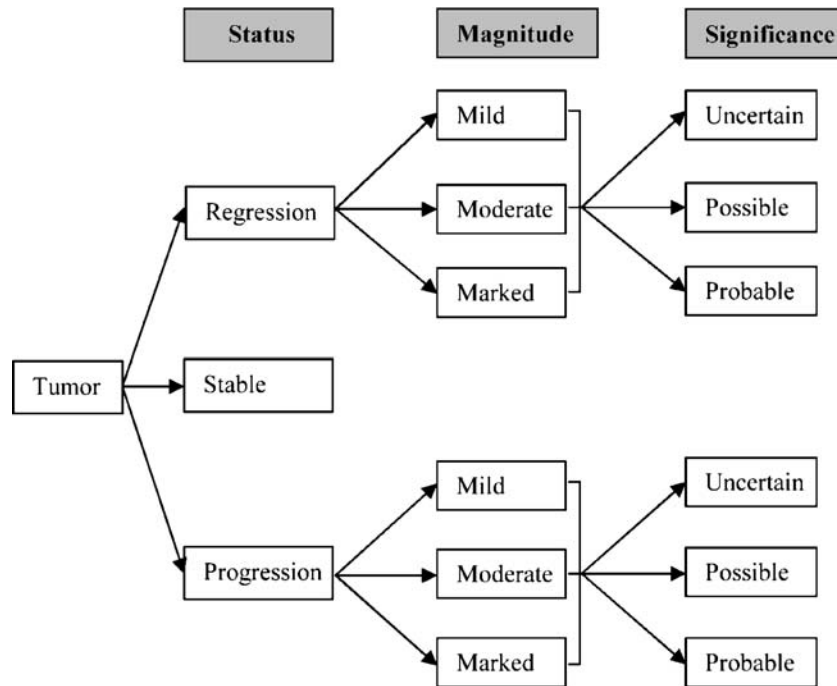 Status
Magnitude
Significance
Mild
Uncertain
Regression
Moderate
Possible
Marked
Probable
Tumor
Stable
Mild
Uncertain
Progression
Moderate
Possible
Marked
Probable